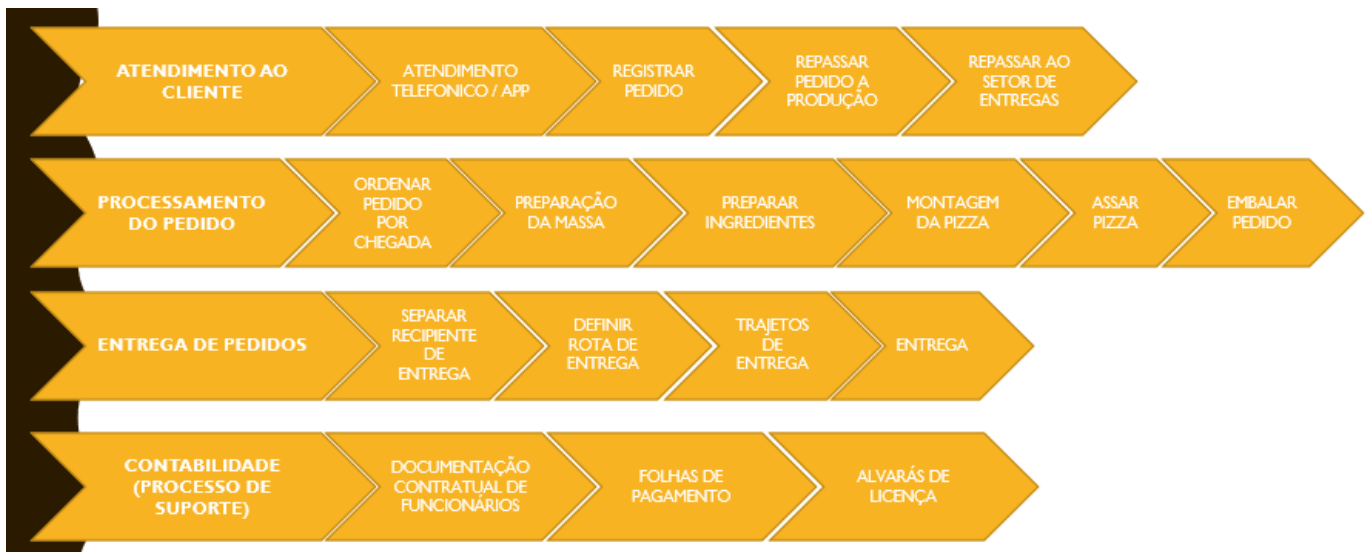 ATENDIMENTO AO
CLIENTE
ATENDIMENTO
TELEFONICO / APP
REGISTRAR
PEDIDO
REPASSAR
PEDIDO A
PRODUÇÃO
REPASSAR AO
SETOR DE
ENTREGAS
PROCESSAMENTO
DO PEDIDO
ORDENAR
PEDIDO
POR
CHEGADA
PREPARAÇÃO
DA MASSA
PREPARAR
INGREDIENTES
MONTAGEM
DA PIZZA
ASSAR
PIZZA
EMBALAR
PEDIDO
ENTREGA DE PEDIDOS
SEPARAR
RECIPIENTE
DE
ENTREGA
DEFINIR
ROTA DE
ENTREGA
TRAJETOS
DE
ENTREGA
ENTREGA
CONTABILIDADE
(PROCESSO DE
SUPORTE)
DOCUMENTAÇÃO
CONTRATUAL DE
FUNCIONÁRIOS
FOLHAS DE
PAGAMENTO
ALVARÁS DE
LICENÇA